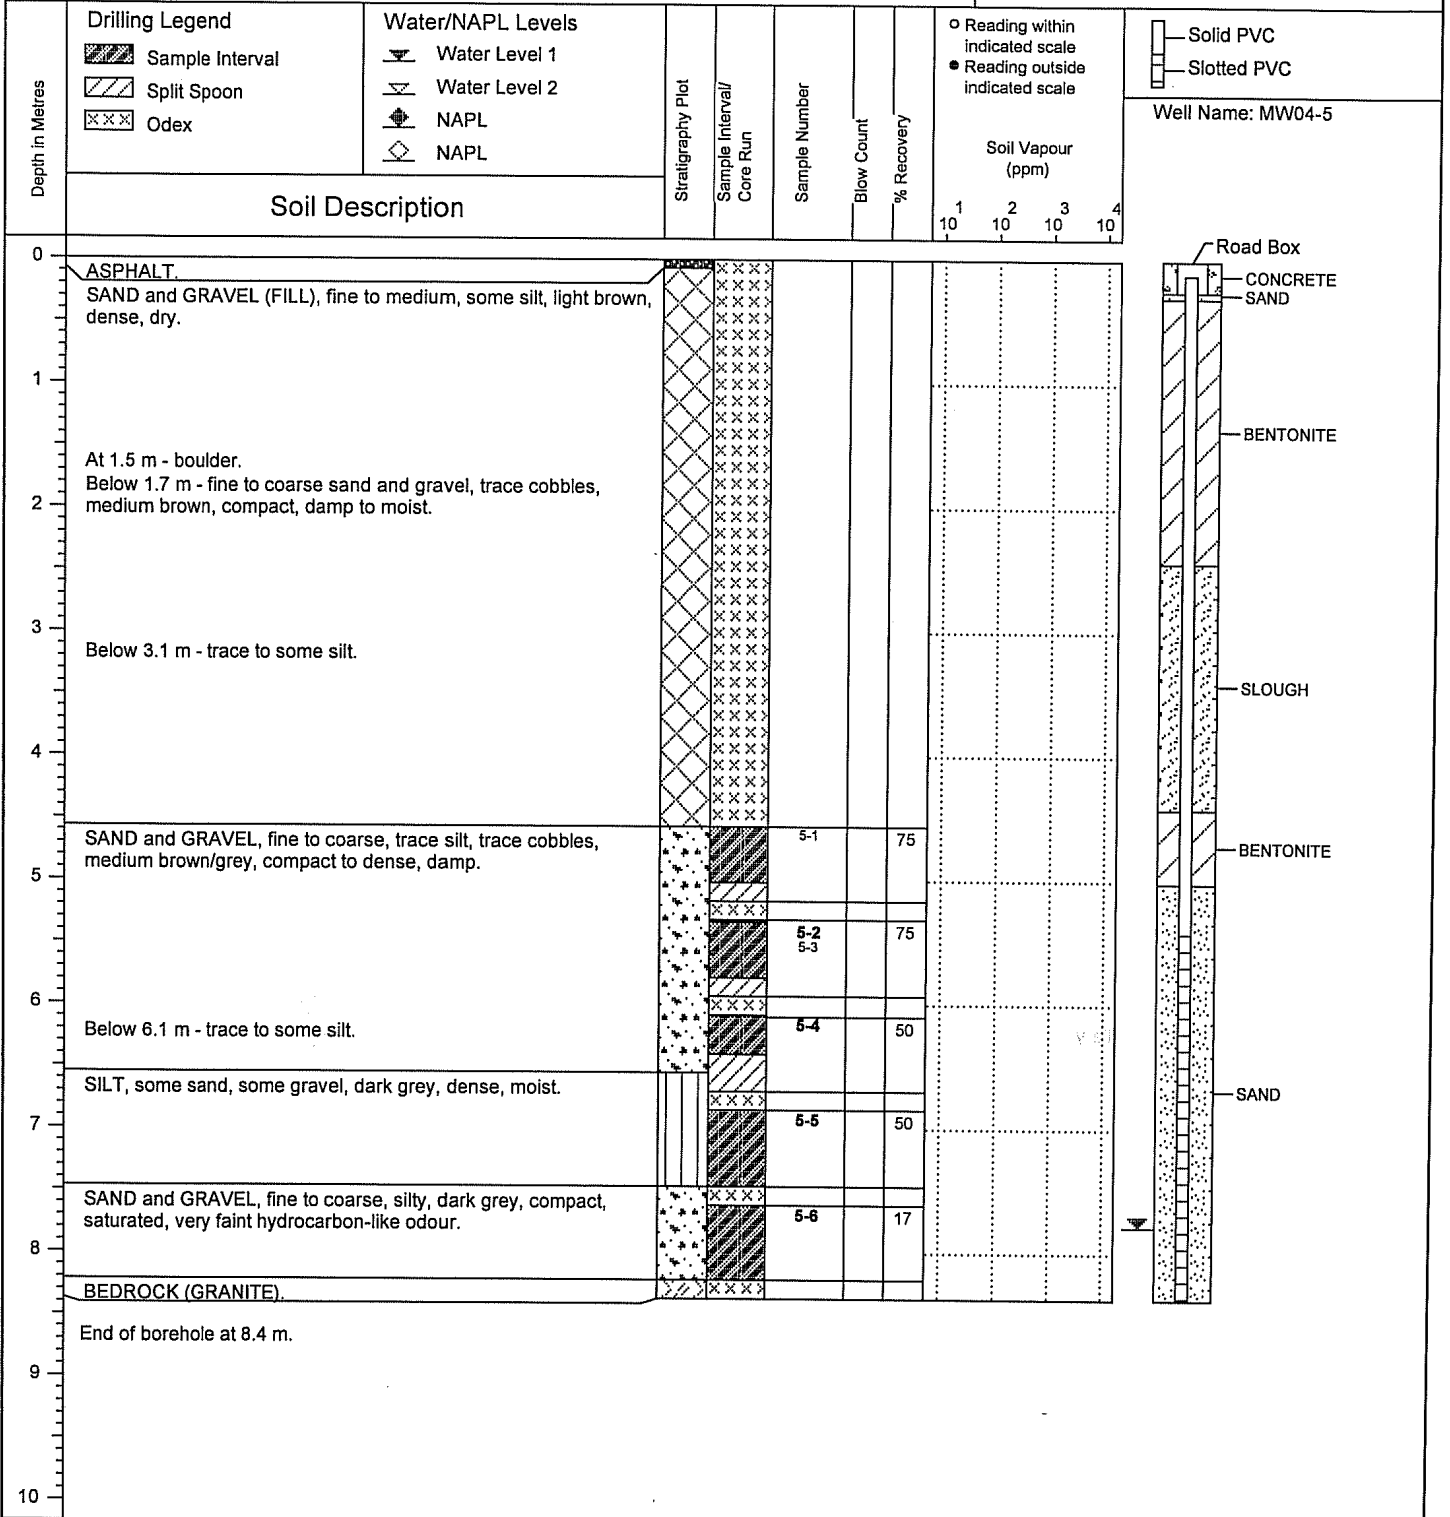 Drilling Legend
Sample Interval
Split Spoon
Odex
Water/NAPL Levels
Water Level 1
Water Level 2
NAPL
NAPL
Depth in Metres
Soil Description
Stratigraphy Plot
Sample Interval/
Core Run
Sample Number
Blow Count
% Recovery
Reading within
indicated scale
Reading outside
indicated scale
Soil Vapour
(ppm)
10 1
10 2
10 3
10 4
Solid PVC
Slotted PVC
Well Name: MW04-5
0
ASPHALT.
SAND and GRAVEL (FILL), fine to medium, some silt, light brown,
dense, dry.
1
At 1.5 m - boulder.
Below 1.7 m - fine to coarse sand and gravel, trace cobbles,
2
medium brown, compact, damp to moist.
3
Below 3.1 m - trace to some silt.
4
SAND and GRAVEL, fine to coarse, trace silt, trace cobbles,
medium brown/grey, compact to dense, damp.
5
5-1
75
5-2
5-3
75
6
Below 6.1 m - trace to some silt.
5-4
50
SILT, some sand, some gravel, dark grey, dense, moist.
7
5-5
50
SAND and GRAVEL, fine to coarse, silty, dark grey, compact,
saturated, very faint hydrocarbon-like odour.
5-6
17
8
BEDROCK (GRANITE).
End of borehole at 8.4 m.
9
10
Road Box
CONCRETE
SAND
BENTONITE
SLOUGH
BENTONITE
SAND